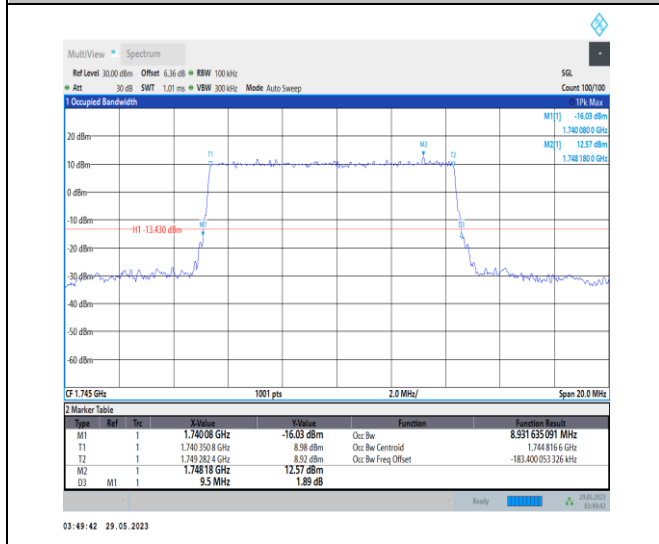 MultiView Spectrum
Ref Level 30.00 dBm Offset 6.36 dB RBW 100 kHz SGL
Att 30 dB SWT 1.01 ms VBW 300 kHz Mode Auto Sweep Count 100/100
1 Occupied Bandwidth 1Pk Max
M1[1] -16.03 dBm
1.740 080 0 GHz
M2[1] 12.57 dBm
1.748 180 0 GHz
20 dBm
M2
T1 T2
10 dBm
0 dBm
-10 dBm
H1 -13.430 dBm M1 D3
-20 dBm
-30 dBm
-40 dBm
-50 dBm
-60 dBm
CF 1.745 GHz 1001 pts 2.0 MHz/ Span 20.0 MHz
2 Marker Table
Type Ref Trc X-Value Y-Value Function Function Result
M1 1 1.74008 GHz -16.03 dBm Occ Bw 8.931 635 091 MHz
T1 1 1.740 350 8 GHz 8.98 dBm Occ Bw Centroid 1.744 816 6 GHz
T2 1 1.749 282 4 GHz 8.92 dBm Occ Bw Freq Offset -183.400 053 326 kHz
M2 1 1.74818 GHz 12.57 dBm
D3 M1 1 9.5 MHz 1.89 dB
Ready 29.05.2023
03:49:42
03:49:42 29.05.2023